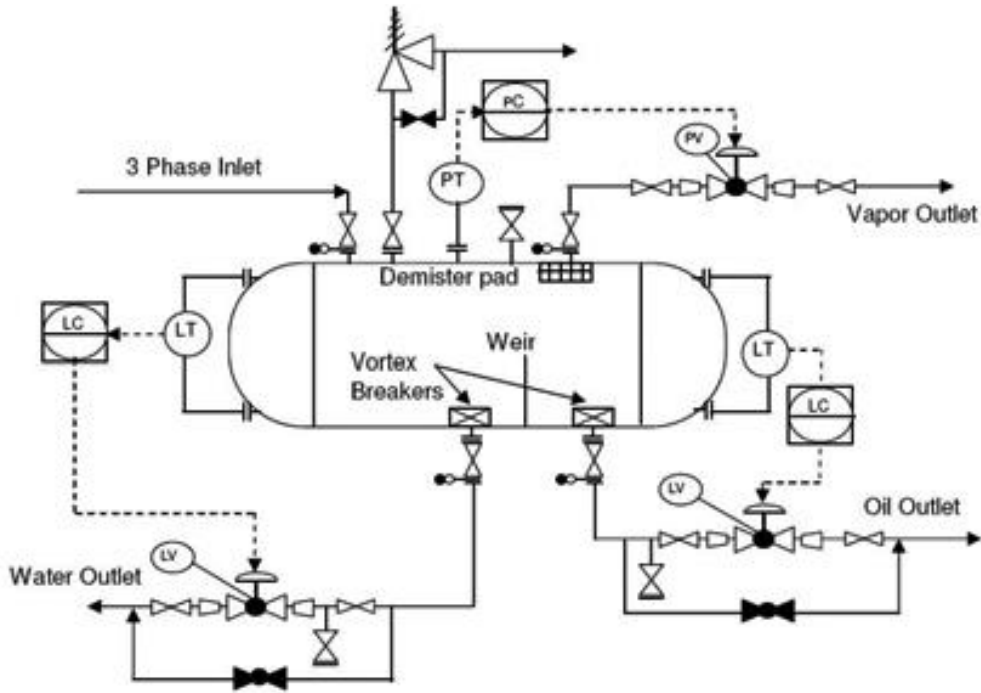 PC
PV
3 Phase Inlet
PT
Vapor Outlet
Demister pad
LC
LT
Weir
LT
Vortex
Breakers
LC
LV
Oil Outlet
LV
Water Outlet